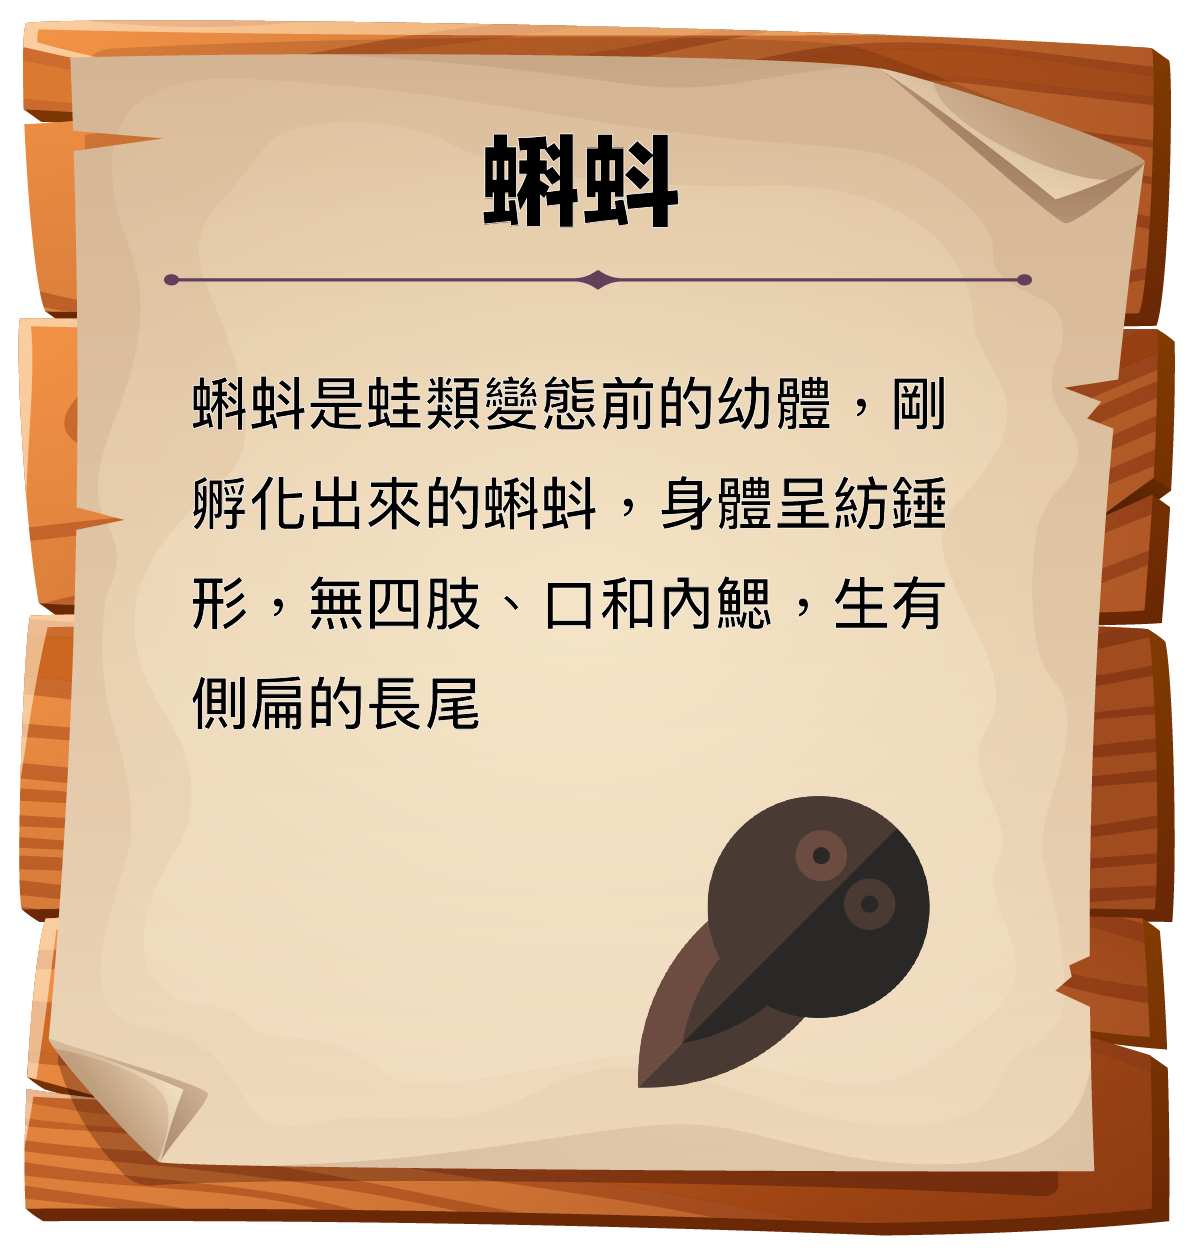 蝌蚪
蝌蚪是蛙類變態前的幼體，剛
孵化出來的蝌蚪，身體呈紡錘
形，無四肢、口和內鰓，生有
側扁的長尾